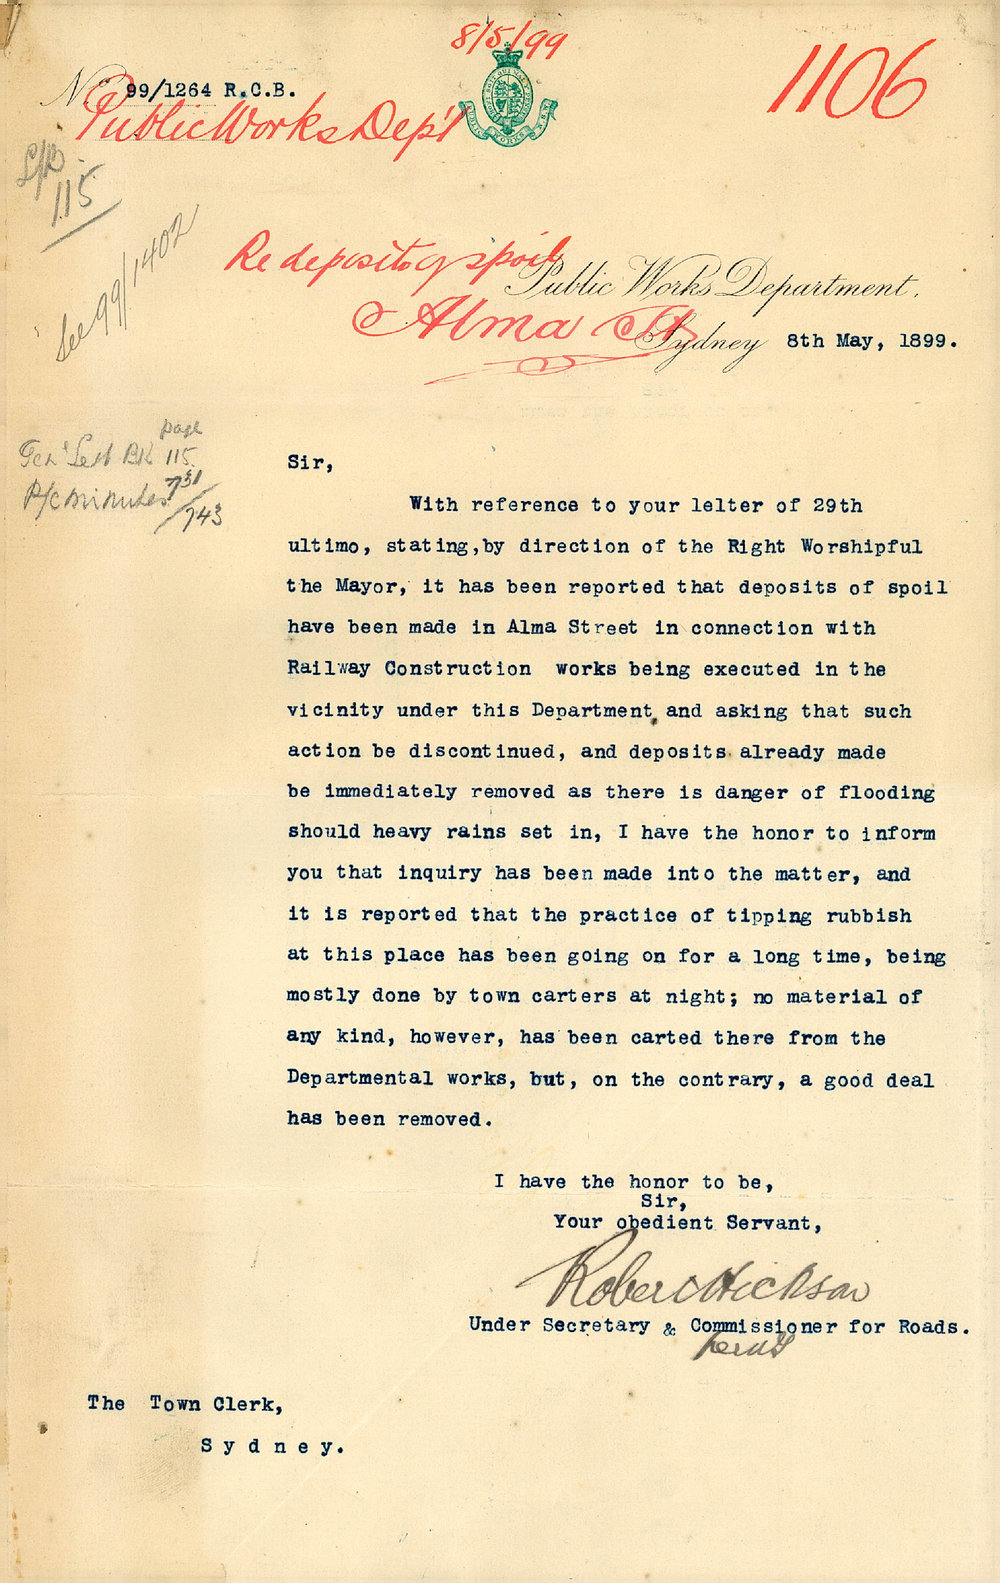 8/5/99
1106
No. 99/1264 R.C.B.
Public Works Dep't
L/B
115
See 99/1402
Re deposit of spoil
Alma St
Public Works Department,
Sydney 8th May, 1899.
page
Gen' Lett BK 115
P/c minutes 731
/743
Sir,
With reference to your letter of 29th
ultimo, stating,by direction of the Right Worshipful
the Mayor, it has been reported that deposits of spoil
have been made in Alma Street in connection with
Railway Construction works being executed in the
vicinity under this Department, and asking that such
action be discontinued, and deposits already made
be immediately removed as there is danger of flooding
should heavy rains set in, I have the honor to inform
you that inquiry has been made into the matter, and
it is reported that the practice of tipping rubbish
at this place has been going on for a long time, being
mostly done by town carters at night; no material of
any kind, however, has been carted there from the
Departmental works, but, on the contrary, a good deal
has been removed.
I have the honor to be,
Sir,
Your obedient Servant,
Robert Hickson
Under Secretary & Commissioner for Roads.
The Town Clerk,
Sydney.